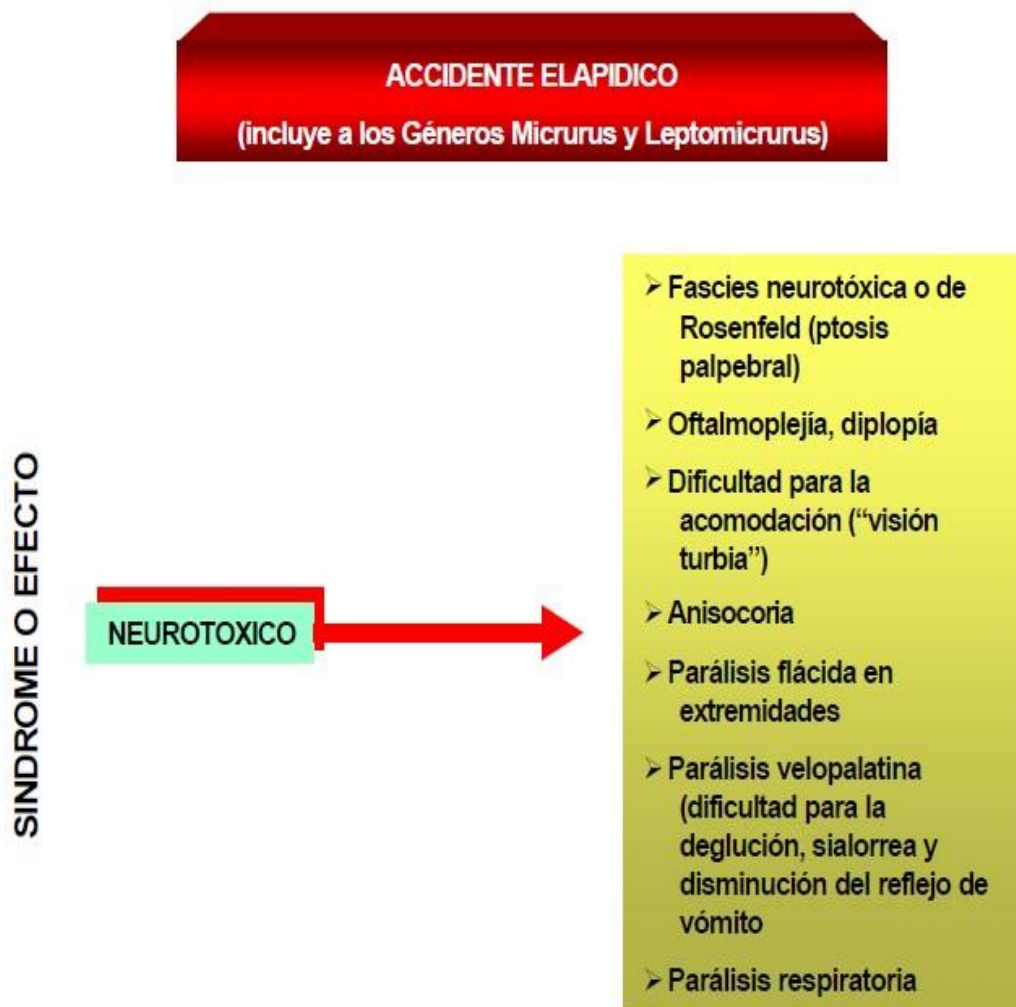 ACCIDENTE ELAPIDICO
(incluye a los Géneros Micrurus y Leptomicrurus)
SINDROME O EFECTO
NEUROTOXICO
➢ Fascies neurotóxica o de
Rosenfeld (ptosis
palpebral)
➢ Oftalmoplejía, diplopía
➢ Dificultad para la
acomodación (“visión
turbia”)
➢ Anisocoria
➢ Parálisis flácida en
extremidades
➢ Parálisis velopalatina
(dificultad para la
deglución, sialorrea y
disminución del reflejo de
vómito
➢ Parálisis respiratoria